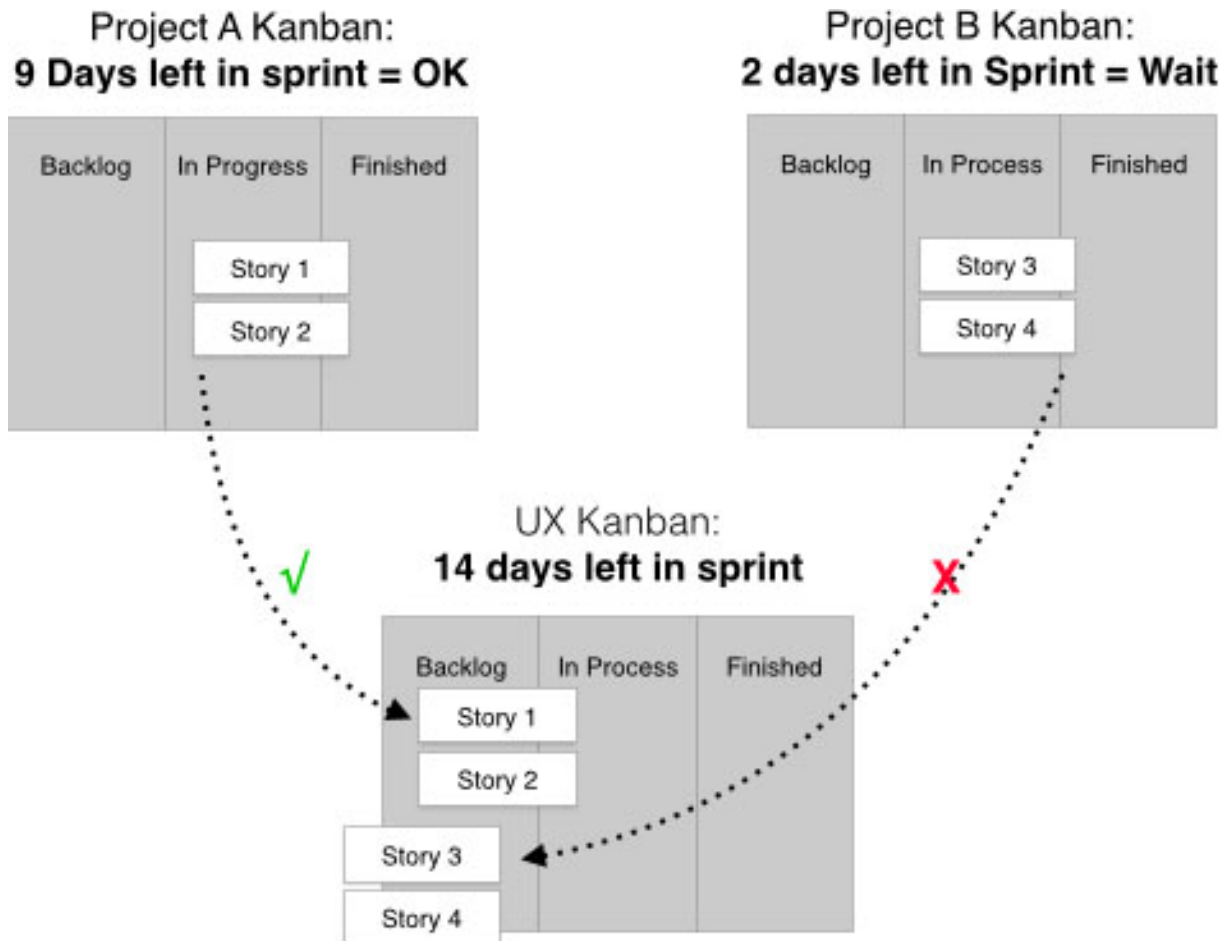 Project A Kanban:
9 Days left in sprint = OK
Backlog
In Progress
Finished
Story 1
Story 2
Project B Kanban:
2 days left in Sprint = Wait
Backlog
In Process
Finished
Story 3
Story 4
√
X
UX Kanban:
14 days left in sprint
Backlog
In Process
Finished
Story 1
Story 2
Story 3
Story 4